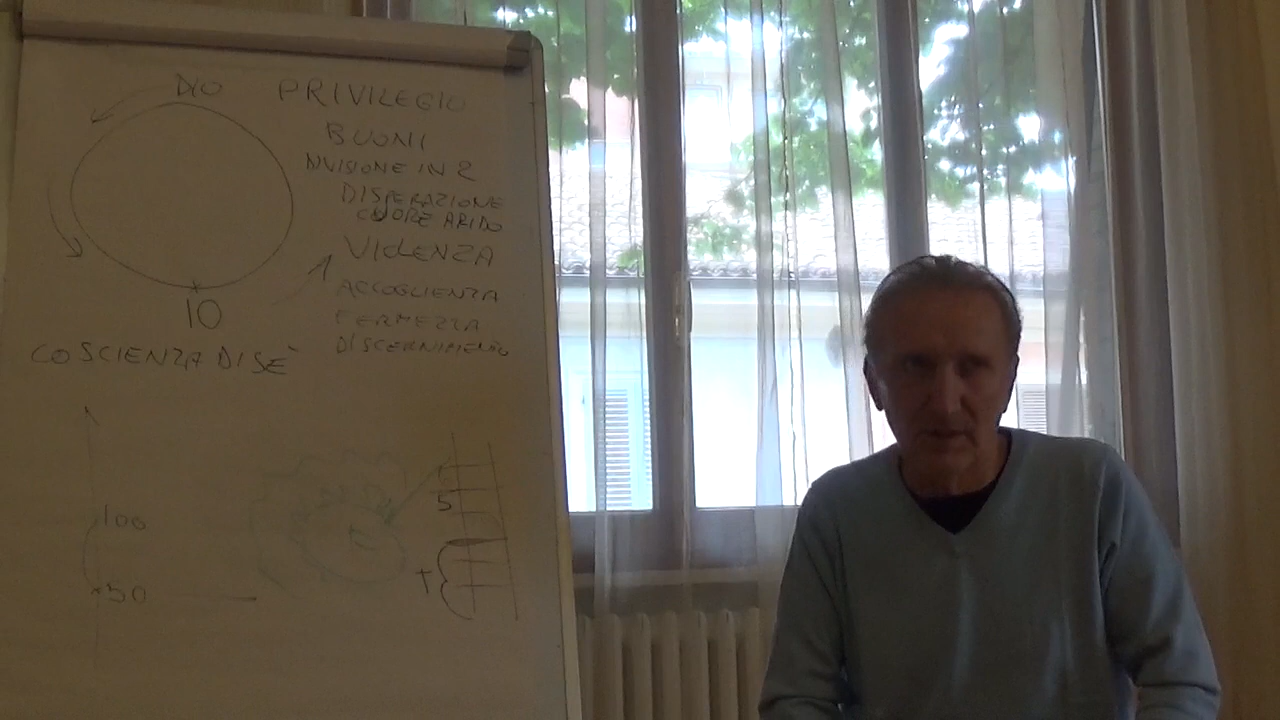 DIO PRIVILEGIO
BUONI
DIVISIONE IN 2
DISPERAZIONE
CUORE ARIDO
VIOLENZA
ACCOGLIENZA
FERMEZZA
DISCERNIMENTO
IO
COSCIENZA DI SÈ
100
50
5